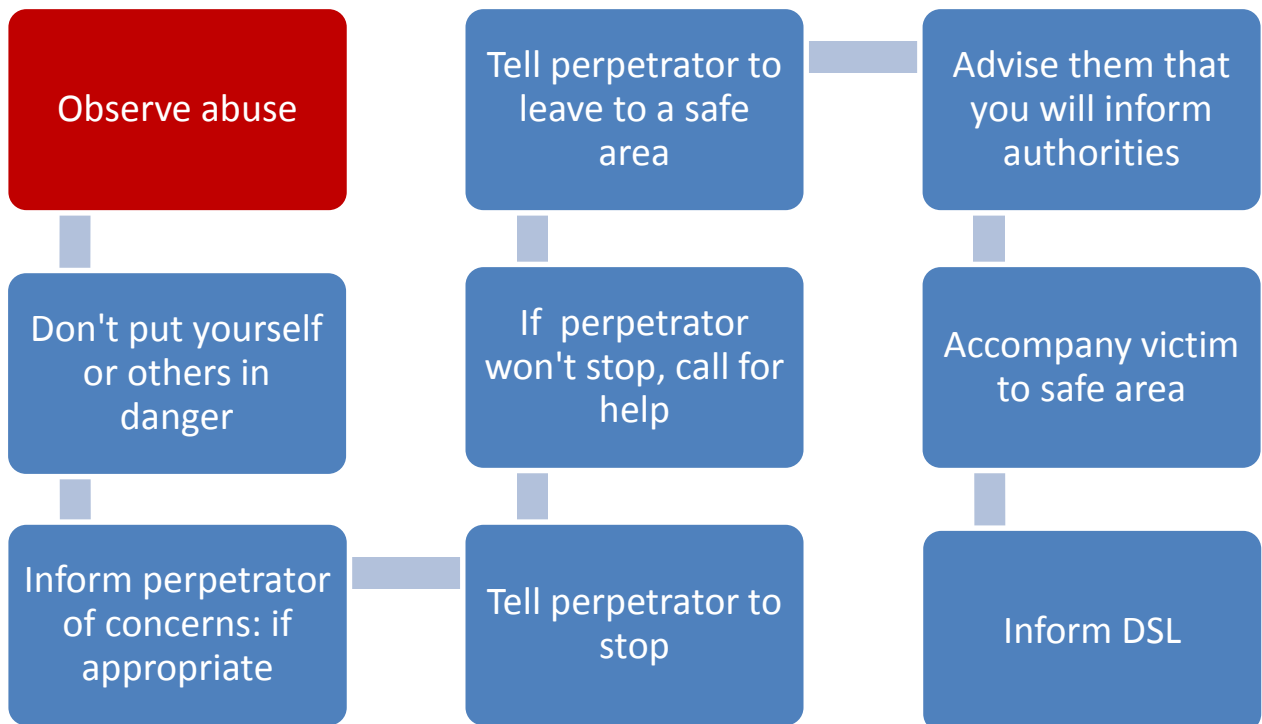 Observe abuse
Don't put yourself
or others in
danger
Inform perpetrator
of concerns: if
appropriate
Tell perpetrator to
stop
If  perpetrator
won't stop, call for
help
Tell perpetrator to
leave to a safe
area
Advise them that
you will inform
authorities
Accompany victim
to safe area
Inform DSL